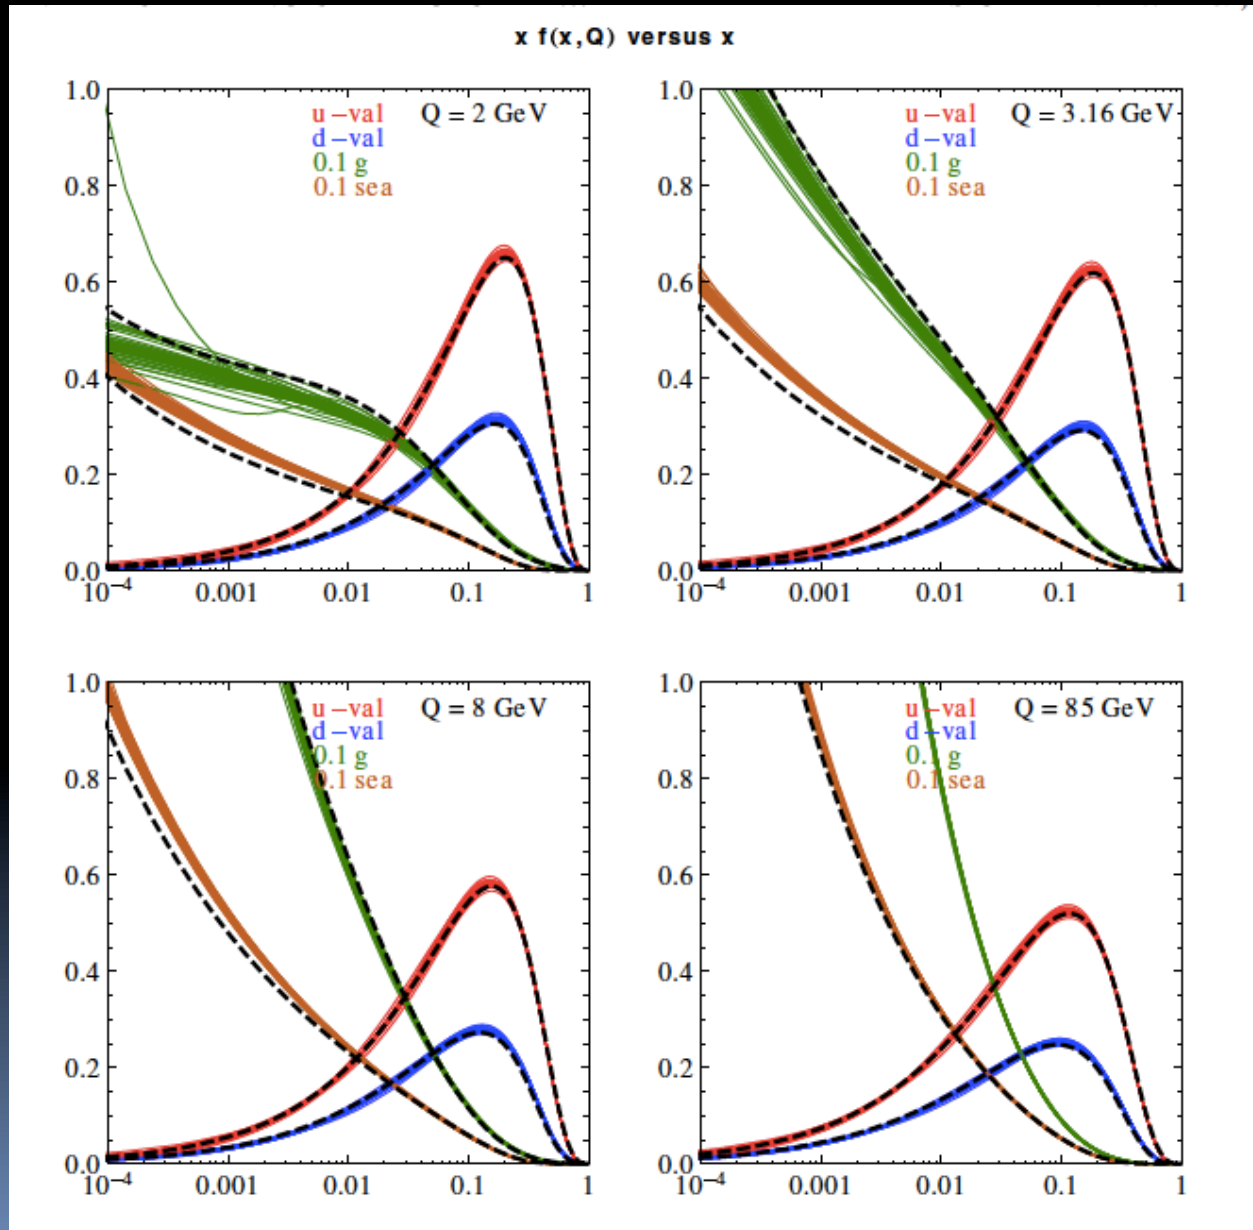 x f(x,Q) versus x
1.0
0.8
0.6
0.4
0.2
0.0
u-val
d-val
0.1 g
0.1 sea
Q = 2 GeV
10⁻⁴ 0.001 0.01 0.1 1
1.0
0.8
0.6
0.4
0.2
0.0
u-val
d-val
0.1 g
0.1 sea
Q = 3.16 GeV
10⁻⁴ 0.001 0.01 0.1 1
1.0
0.8
0.6
0.4
0.2
0.0
u-val
d-val
0.1 g
0.1 sea
Q = 8 GeV
10⁻⁴ 0.001 0.01 0.1 1
1.0
0.8
0.6
0.4
0.2
0.0
u-val
d-val
0.1 g
0.1 sea
Q = 85 GeV
10⁻⁴ 0.001 0.01 0.1 1